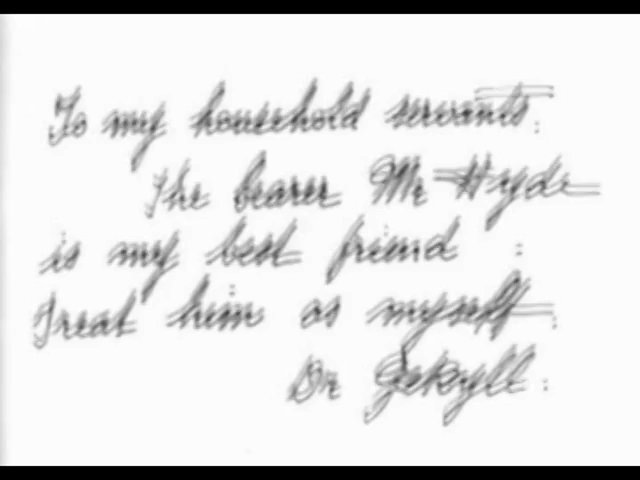 To my household servants.
The bearer Mr Hyde
is my best friend.
Treat him as myself.
Dr Jekyll.